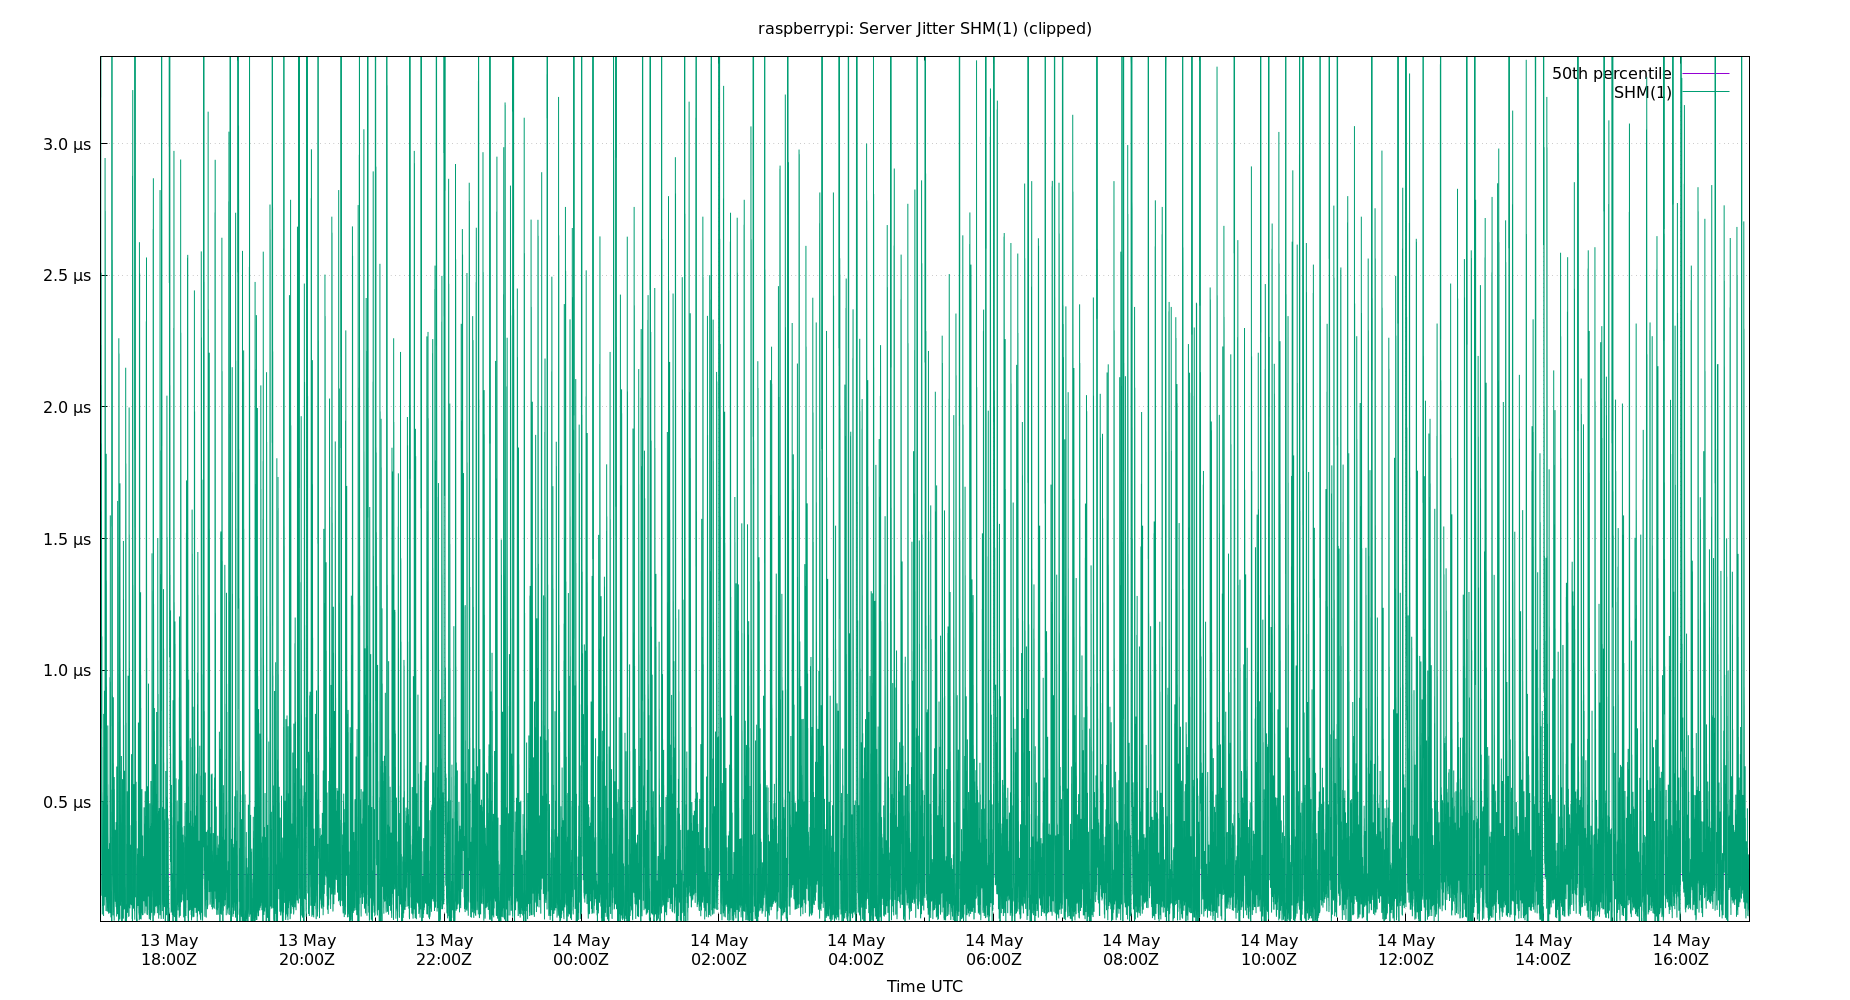 raspberrypi: Server Jitter SHM(1) (clipped)
50th percentile
SHM(1)
3.0 µs
2.5 µs
2.0 µs
1.5 µs
1.0 µs
0.5 µs
13 May 13 May 13 May 14 May 14 May 14 May 14 May 14 May 14 May 14 May 14 May 14 May
18:00Z 20:00Z 22:00Z 00:00Z 02:00Z 04:00Z 06:00Z 08:00Z 10:00Z 12:00Z 14:00Z 16:00Z
Time UTC